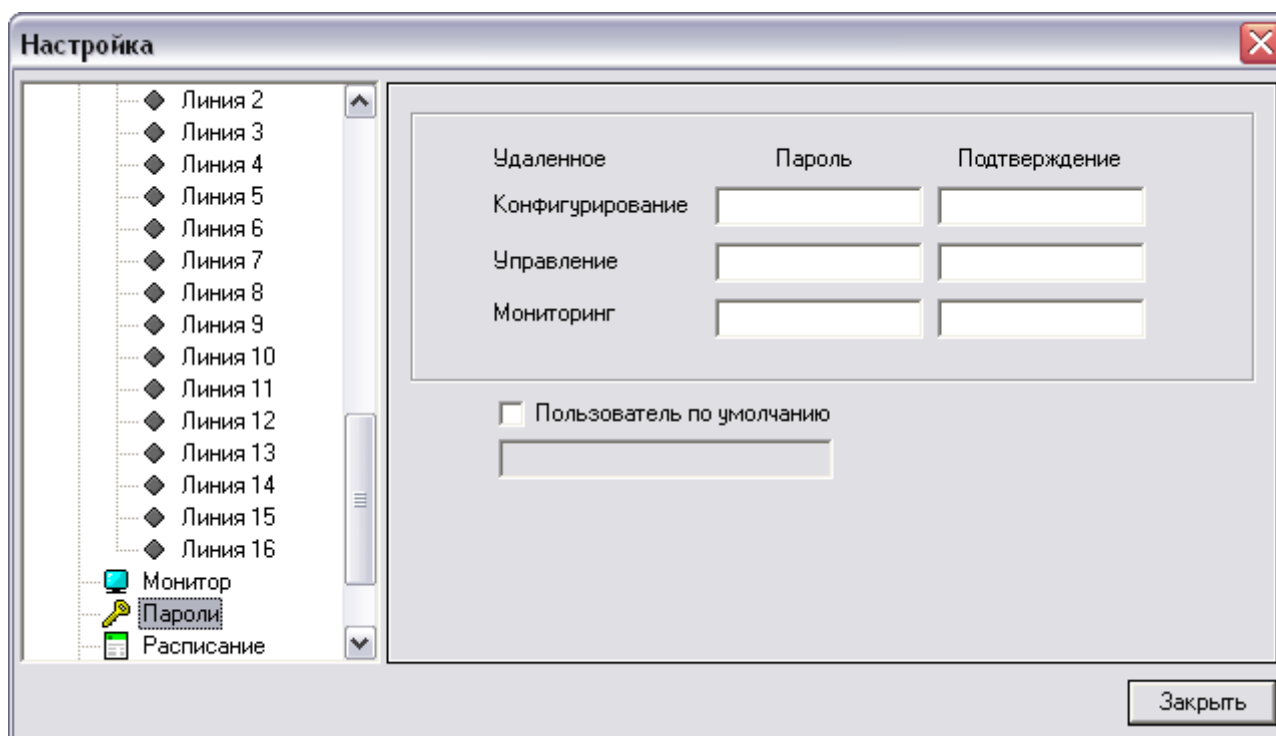 Настройка
Линия 2
Линия 3
Линия 4
Линия 5
Линия 6
Линия 7
Линия 8
Линия 9
Линия 10
Линия 11
Линия 12
Линия 13
Линия 14
Линия 15
Линия 16
Монитор
Пароли
Расписание
Удаленное Пароль Подтверждение
Конфигурирование
Управление
Мониторинг
Пользователь по умолчанию
Закрыть